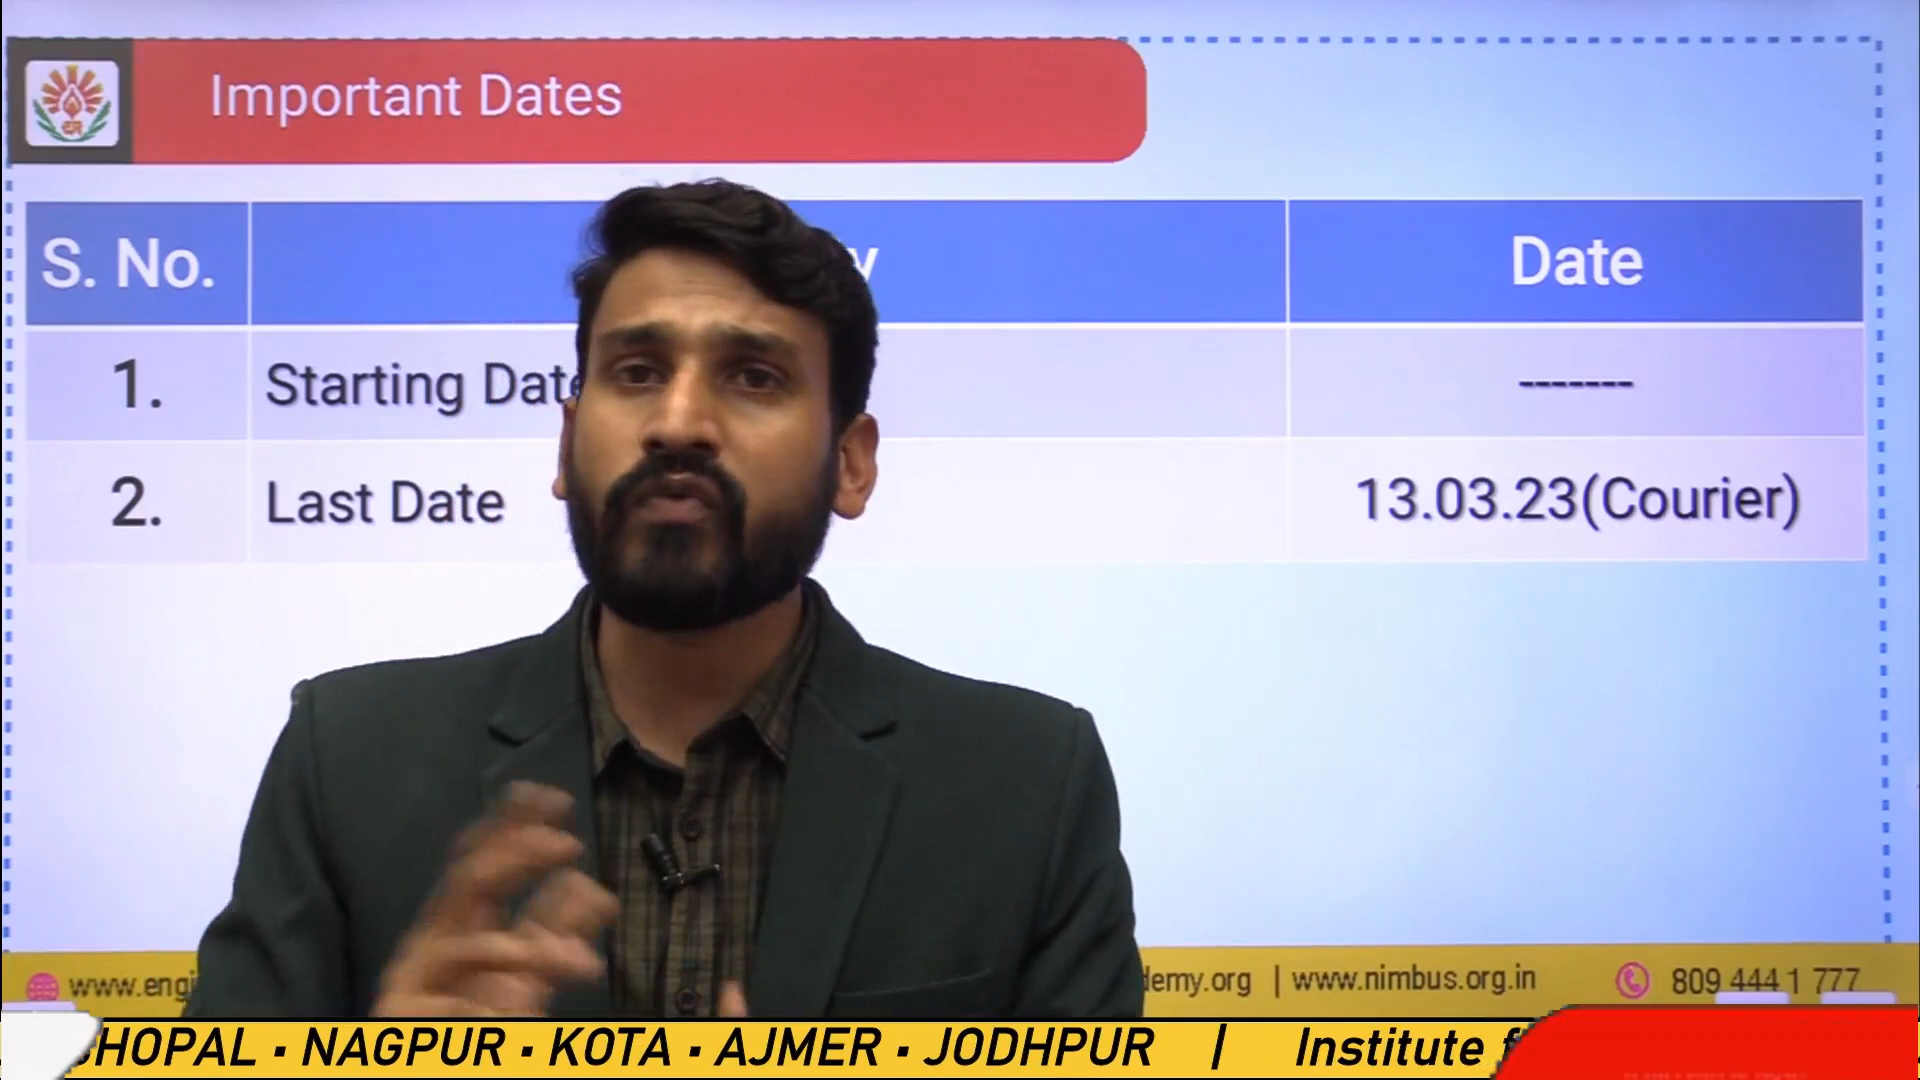 Important Dates
S. No. Date
1. Starting Date -------
2. Last Date 13.03.23(Courier)
www.engi demy.org | www.nimbus.org.in 809 444 1 777
HOPAL • NAGPUR • KOTA • AJMER • JODHPUR | Institute f